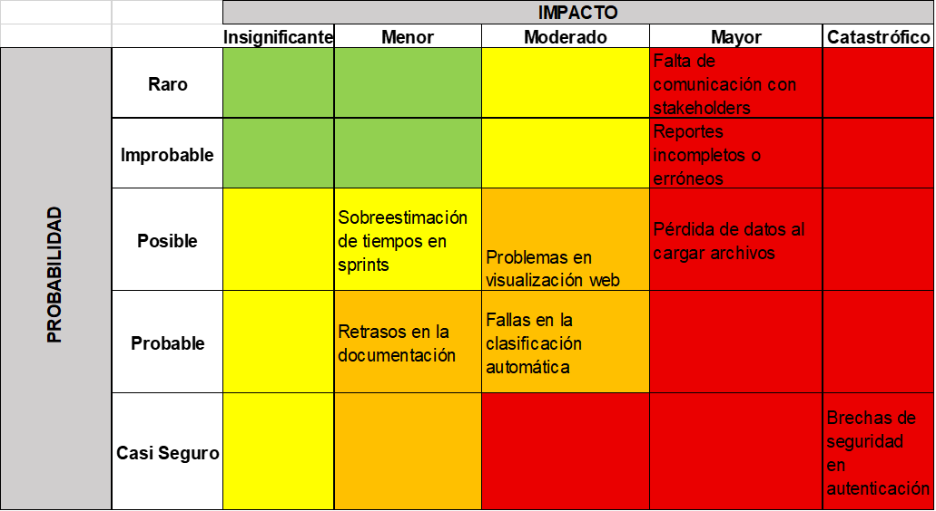 IMPACTO
Insignificante
Menor
Moderado
Mayor
Catastrófico
PROBABILIDAD
Raro
Falta de
comunicación con
stakeholders
Improbable
Reportes
incompletos o
erróneos
Posible
Sobreestimación
de tiempos en
sprints
Problemas en
visualización web
Pérdida de datos al
cargar archivos
Probable
Retrasos en la
documentación
Fallas en la
clasificación
automática
Casi Seguro
Brechas de
seguridad
en
autenticación